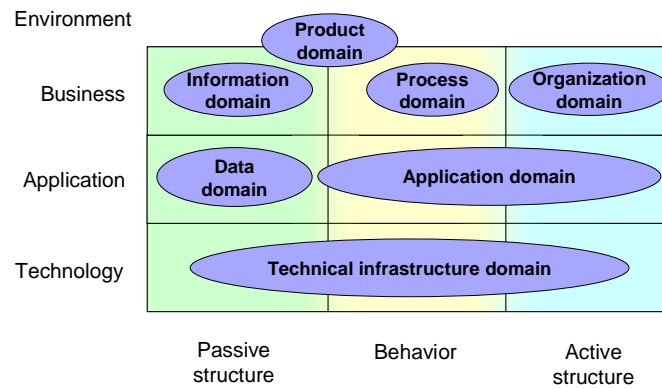 Environment
Product
domain
Business
Information
domain
Process
domain
Organization
domain
Application
Data
domain
Application domain
Technology
Technical infrastructure domain
Passive
structure
Behavior
Active
structure